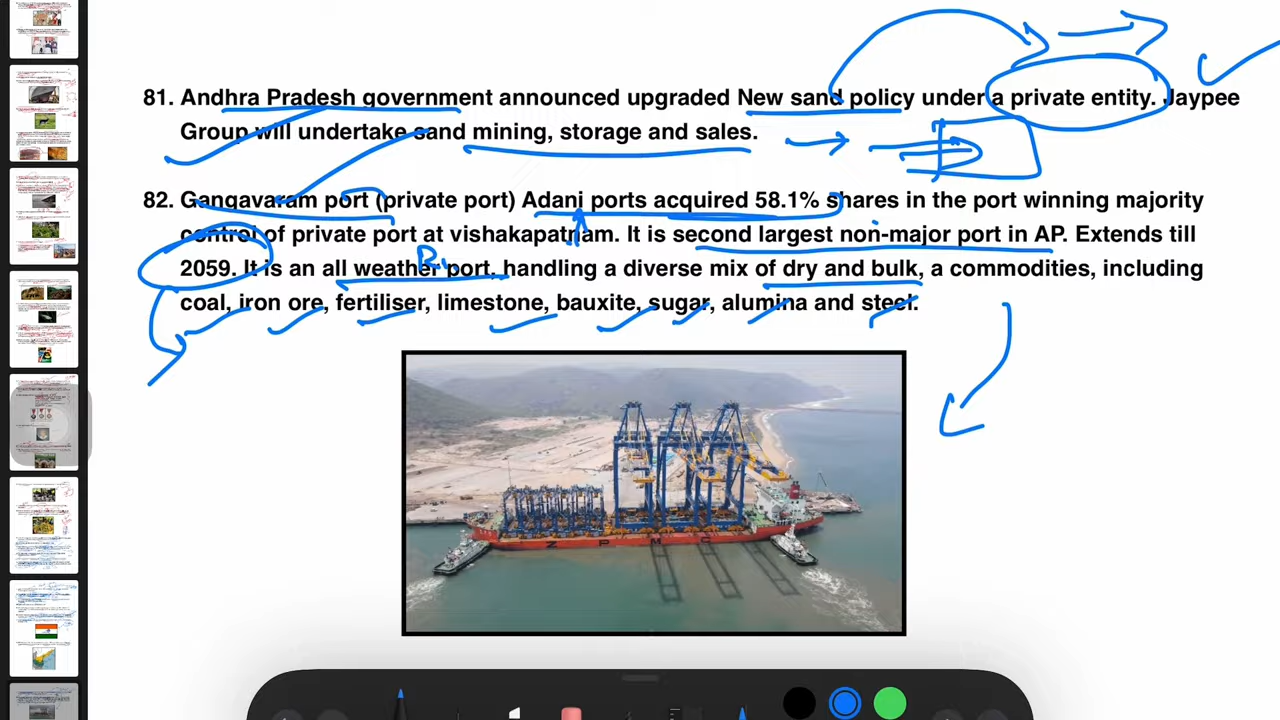 81. Andhra Pradesh government announced upgraded New sand policy under a private entity. Jaypee
Group will undertake sand mining, storage and sales.
82. Gangavaram port (private port) Adani ports acquired 58.1% shares in the port winning majority
control of private port at vishakapatnam. It is second largest non-major port in AP. Extends till
2059. It is an all weather port, handling a diverse mix of dry and bulk, a commodities, including
coal, iron ore, fertiliser, limestone, bauxite, sugar, alumina and steel.
Z P M C